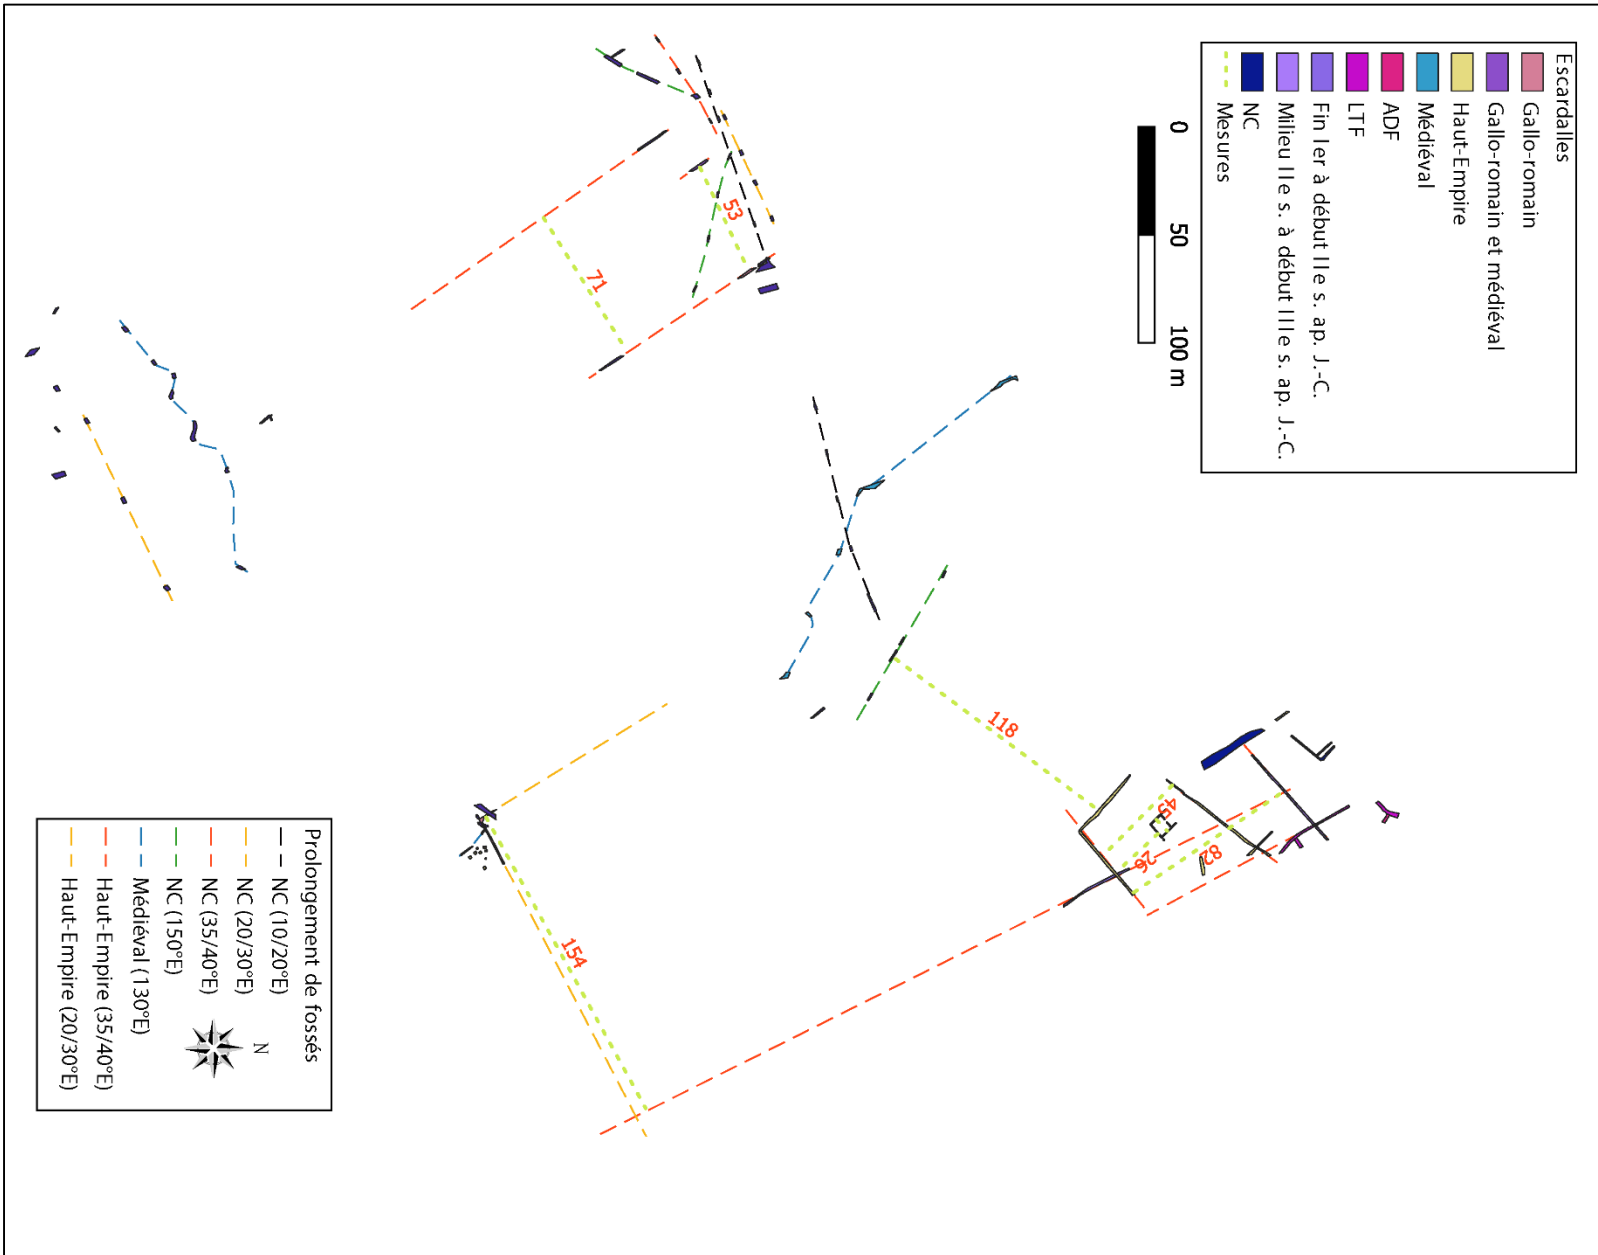 Escardalles
Gallo-romain
Gallo-romain et médiéval
Haut-Empire
Médiéval
ADF
LTF
Fin Ier à début IIe s. ap. J.-C.
Milieu IIe s. à début IIIe s. ap. J.-C.
NC
Mesures
0 50 100 m
53
71
118
45
26
82
154
Prolongement de fossés
NC (10/20°E)
NC (20/30°E)
NC (35/40°E)
NC (150°E)
Médiéval (130°E)
Haut-Empire (35/40°E)
Haut-Empire (20/30°E)
N